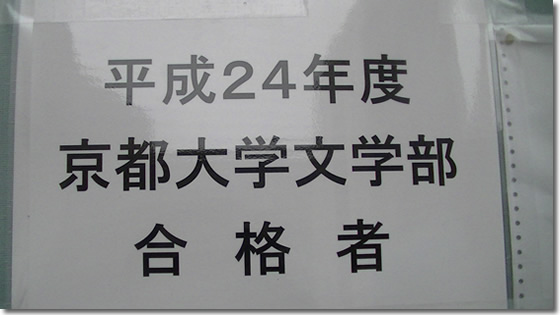 平成24年度
京都大学文学部
合格者